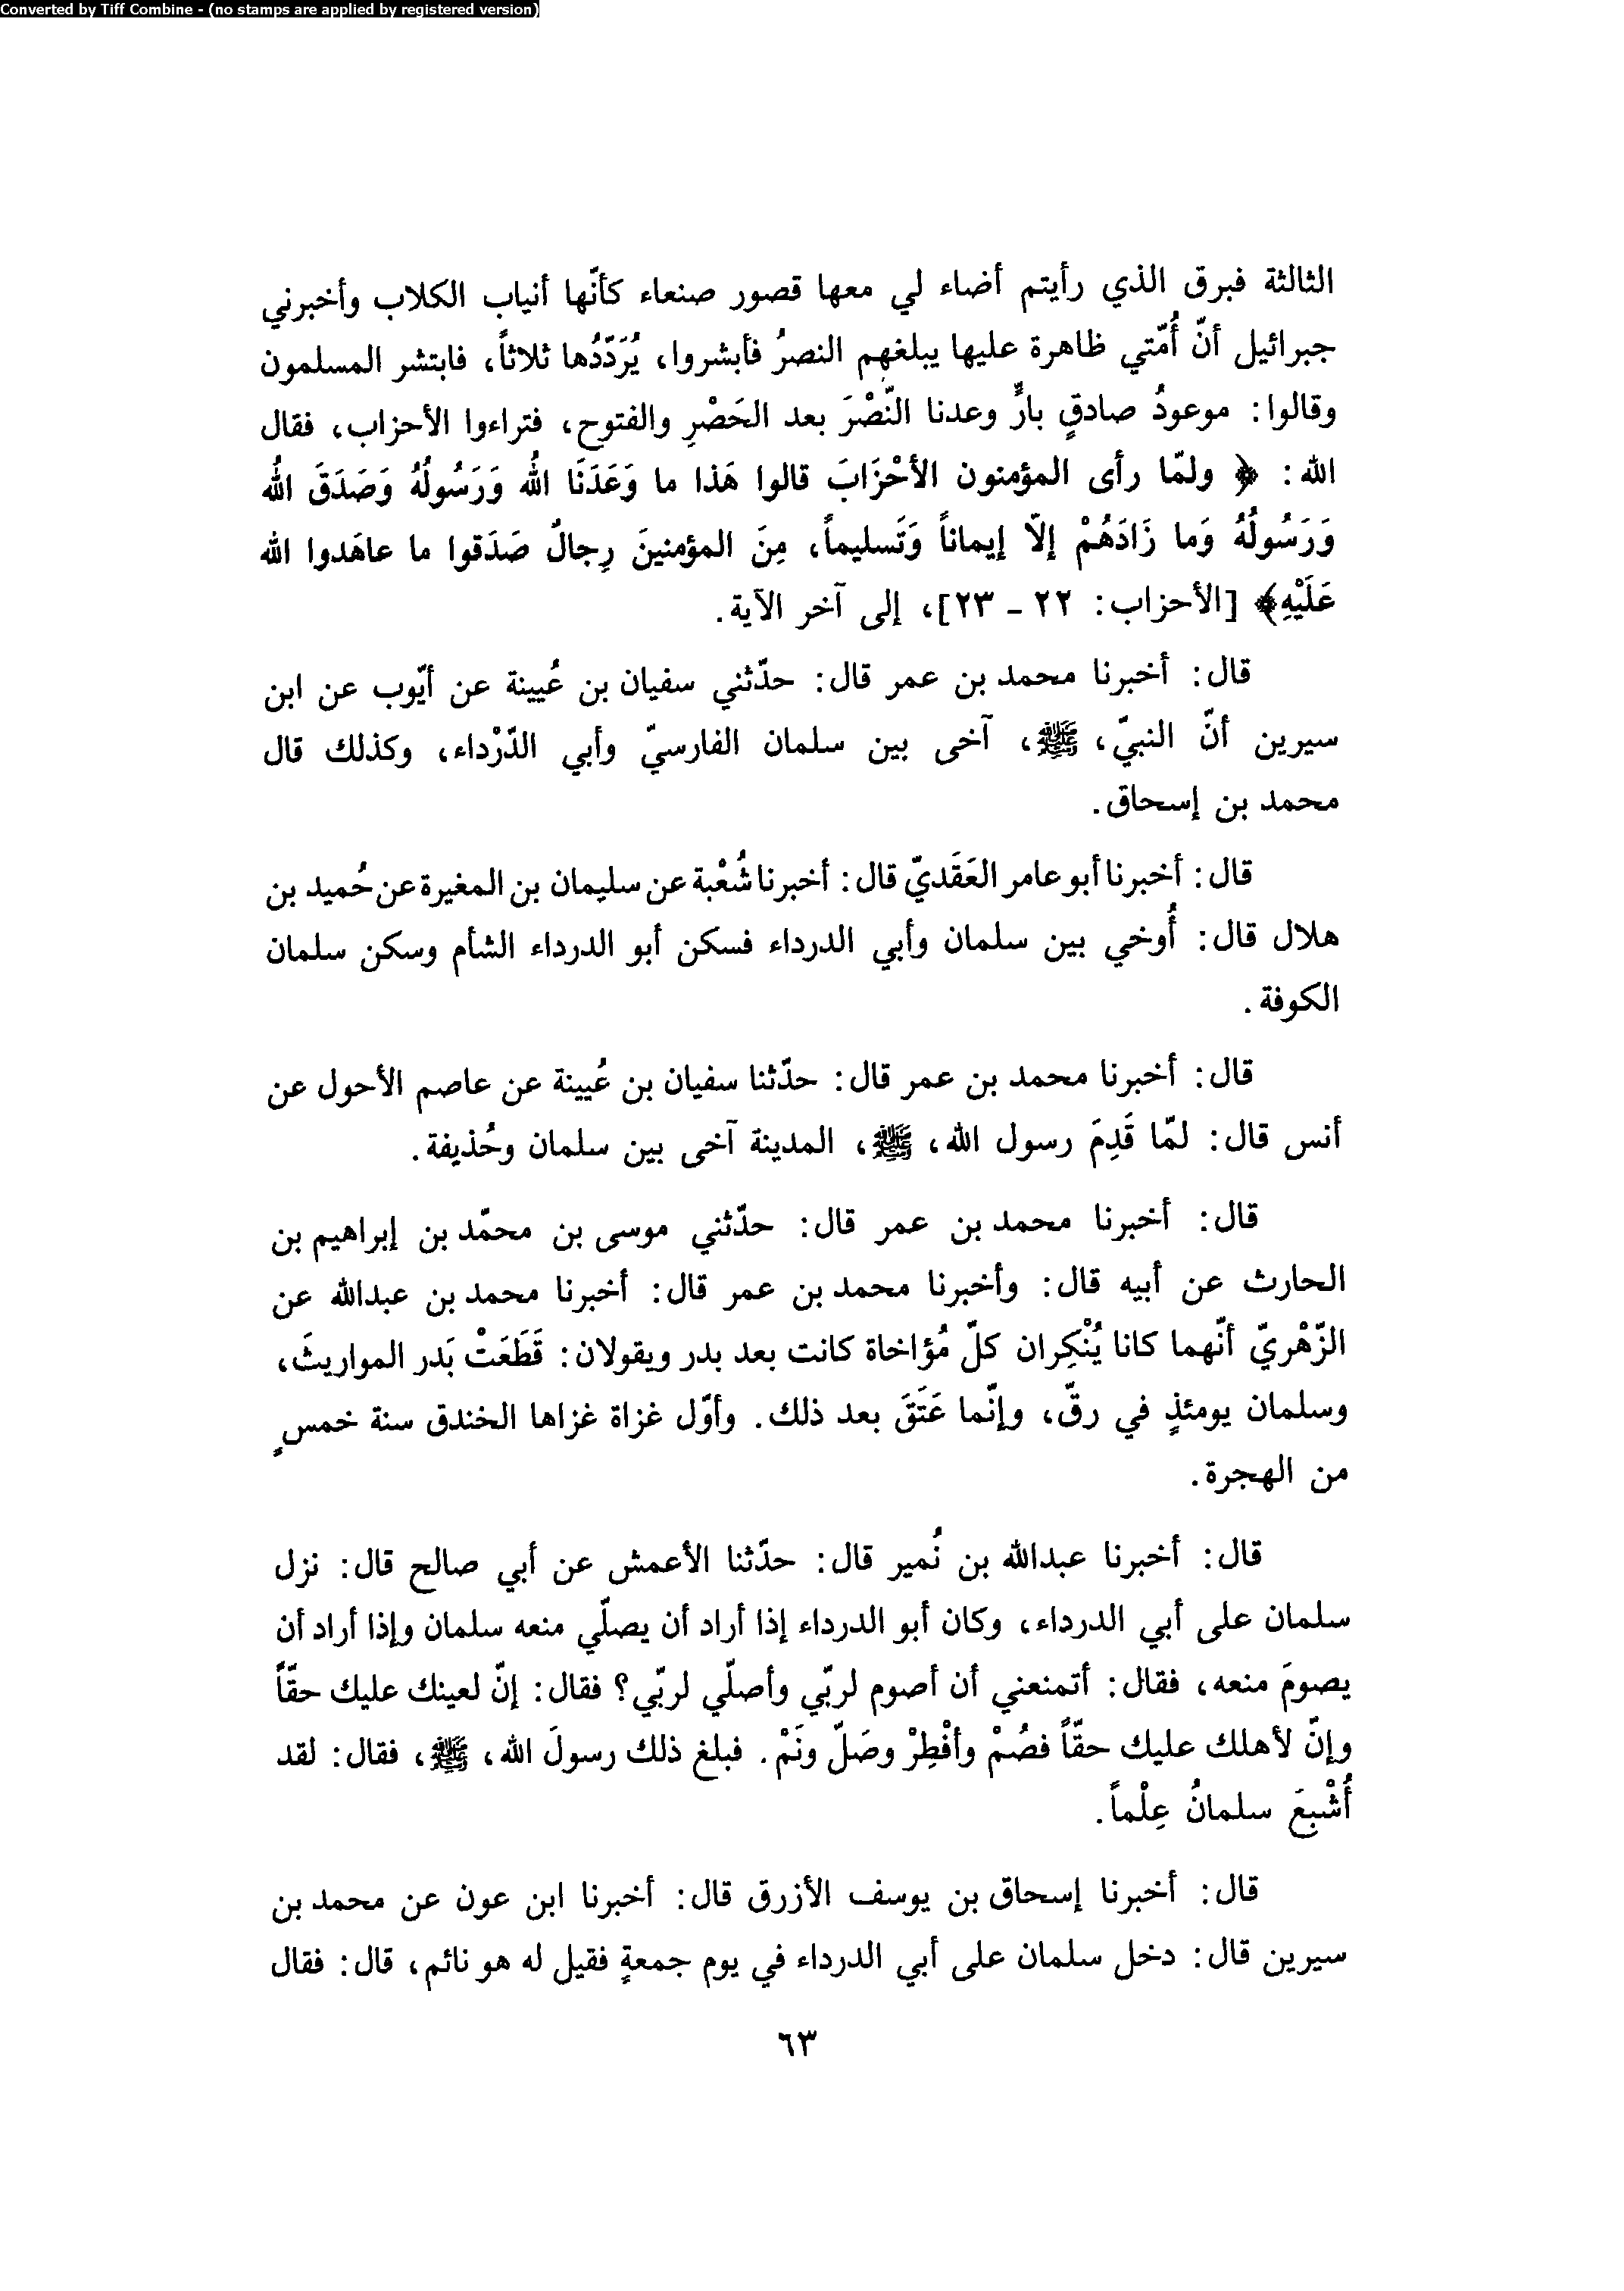 Converted by Tiff Combine - (no stamps are applied by registered version)
الثالثة فبرق الذي رأيتم أضاء لي معها قصور صنعاء كأنّها أنياب الكلاب وأخبرني
جبرائيل أنّ أُمّتي ظاهرة عليها يبلغهم النصرُ فأبشروا، يُرَدّدُها ثلاثاً، فابتشر المسلمون
وقالوا: موعودُ صادقٍ بارٍّ وعدنا النّصْرَ بعد الحَصْرِ والفتوح، فتراءوا الأحزاب، فقال
الله: ﴿ ولمّا رأى المؤمنون الأحْزَابَ قالوا هَذا ما وَعَدَنَا اللهُ وَرَسُولُهُ وَصَدَقَ اللهُ
وَرَسُولُهُ وَما زَادَهُمْ إلاّ إيماناً وَتَسليماً، مِنَ المؤمنينَ رِجالٌ صَدَقوا ما عاهَدوا الله
عَلَيْهِ﴾ [الأحزاب: ٢٢ - ٢٣]، إلى آخر الآية.
قال: أخبرنا محمد بن عمر قال: حدّثني سفيان بن عُيينة عن أيّوب عن ابن
سيرين أنّ النبيّ، ﷺ، آخى بين سلمان الفارسيّ وأبي الدّرْداء، وكذلك قال
محمد بن إسحاق.
قال: أخبرنا أبو عامر العَقَديّ قال: أخبرنا شُعْبة عن سليمان بن المغيرة عن حُميد بن
هلال قال: أُوخي بين سلمان وأبي الدرداء فسكن أبو الدرداء الشأم وسكن سلمان
الكوفة.
قال: أخبرنا محمد بن عمر قال: حدّثنا سفيان بن عُيينة عن عاصم الأحول عن
أنس قال: لمّا قَدِمَ رسول الله، ﷺ، المدينة آخى بين سلمان وحُذيفة.
قال: أخبرنا محمد بن عمر قال: حدّثني موسى بن محمّد بن إبراهيم بن
الحارث عن أبيه قال: وأخبرنا محمد بن عمر قال: أخبرنا محمد بن عبدالله عن
الزّهْريّ أنّهما كانا يُنْكِران كلّ مُؤاخاة كانت بعد بدر ويقولان: قَطَعَتْ بَدر المواريثَ،
وسلمان يومئذٍ في رقّ، وإنّما عَتَقَ بعد ذلك. وأوّل غزاة غزاها الخندق سنة خمسٍ
من الهجرة.
قال: أخبرنا عبدالله بن نُمير قال: حدّثنا الأعمش عن أبي صالح قال: نزل
سلمان على أبي الدرداء، وكان أبو الدرداء إذا أراد أن يصلّي منعه سلمان وإذا أراد أن
يصومَ منعه، فقال: أتمنعني أن أصوم لربّي وأصلّي لربّي؟ فقال: إنّ لعينك عليك حقّاً
وإنّ لأهلك عليك حقّاً فصُمْ وأفْطِرْ وصَلّ ونَمْ. فبلغ ذلك رسولَ الله، ﷺ، فقال: لقد
أُشْبِعَ سلمانُ عِلْماً.
قال: أخبرنا إسحاق بن يوسف الأزرق قال: أخبرنا ابن عون عن محمد بن
سيرين قال: دخل سلمان على أبي الدرداء في يوم جمعةٍ فقيل له هو نائم، قال: فقال
٦٣